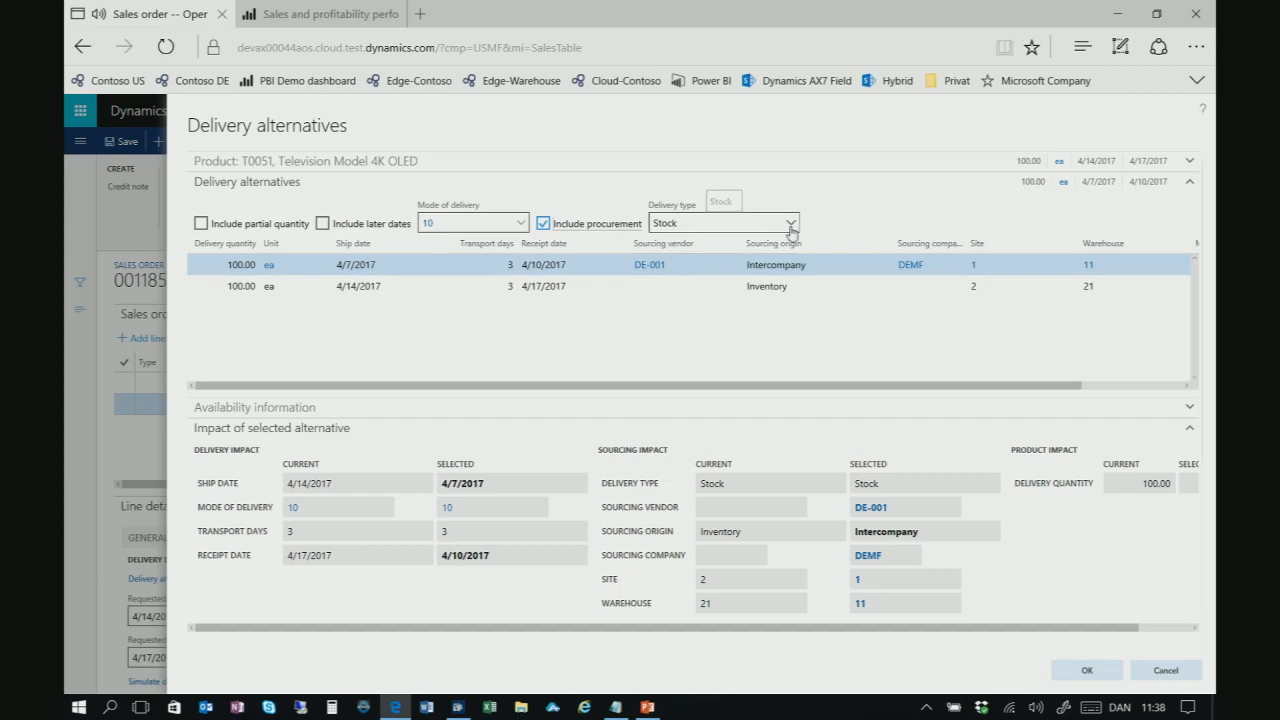 Sales order -- Oper
Sales and profitability perfo
devax00044aos.cloud.test.dynamics.com/?cmp=USMF&mi=SalesTable
Contoso US Contoso DE PBI Demo dashboard Edge-Contoso Edge-Warehouse Cloud-Contoso Power BI Dynamics AX7 Field Hybrid Privat Microsoft Company
Dynamics
Save
CREATE
Credit note
SALES ORDER
001185
Sales ord
Add line
Type
Line deta
GENERAL
DELIVERY D
Delivery al
Requested
4/14/20
Requested
4/17/20
Simulate d
?
Delivery alternatives
Product: T0051, Television Model 4K OLED 100.00 ea 4/14/2017 4/17/2017
Delivery alternatives 100.00 ea 4/7/2017 4/10/2017
Mode of delivery Delivery type Stock
Include partial quantity Include later dates 10 Include procurement Stock
Delivery quantity Unit Ship date Transport days Receipt date Sourcing vendor Sourcing origin Sourcing compa... Site Warehouse
100.00 ea 4/7/2017 3 4/10/2017 DE-001 Intercompany DEMF 1 11
100.00 ea 4/14/2017 3 4/17/2017 Inventory 2 21
Availability information
Impact of selected alternative
DELIVERY IMPACT SOURCING IMPACT PRODUCT IMPACT
CURRENT SELECTED CURRENT SELECTED CURRENT SELEC
SHIP DATE 4/14/2017 4/7/2017 DELIVERY TYPE Stock Stock DELIVERY QUANTITY 100.00
MODE OF DELIVERY 10 10 SOURCING VENDOR DE-001
TRANSPORT DAYS 3 3 SOURCING ORIGIN Inventory Intercompany
RECEIPT DATE 4/17/2017 4/10/2017 SOURCING COMPANY DEMF
SITE 2 1
WAREHOUSE 21 11
OK Cancel
DAN 11:38